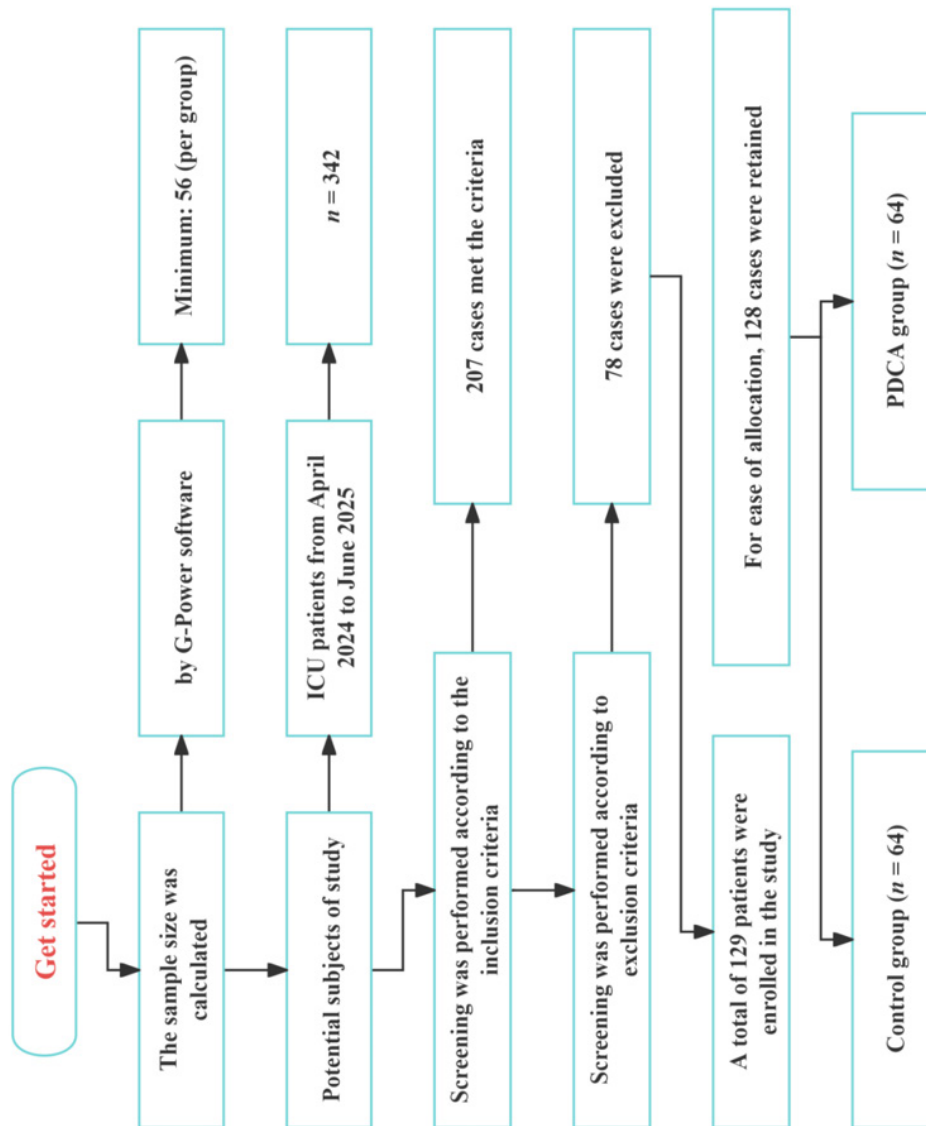 Get started
The sample size was
calculated
by G-Power software
Minimum: 56 (per group)
Potential subjects of study
ICU patients from April
2024 to June 2025
n = 342
Screening was performed according to the
inclusion criteria
207 cases met the criteria
Screening was performed according to
exclusion criteria
78 cases were excluded
A total of 129 patients were
enrolled in the study
For ease of allocation, 128 cases were retained
Control group (n = 64)
PDCA group (n = 64)